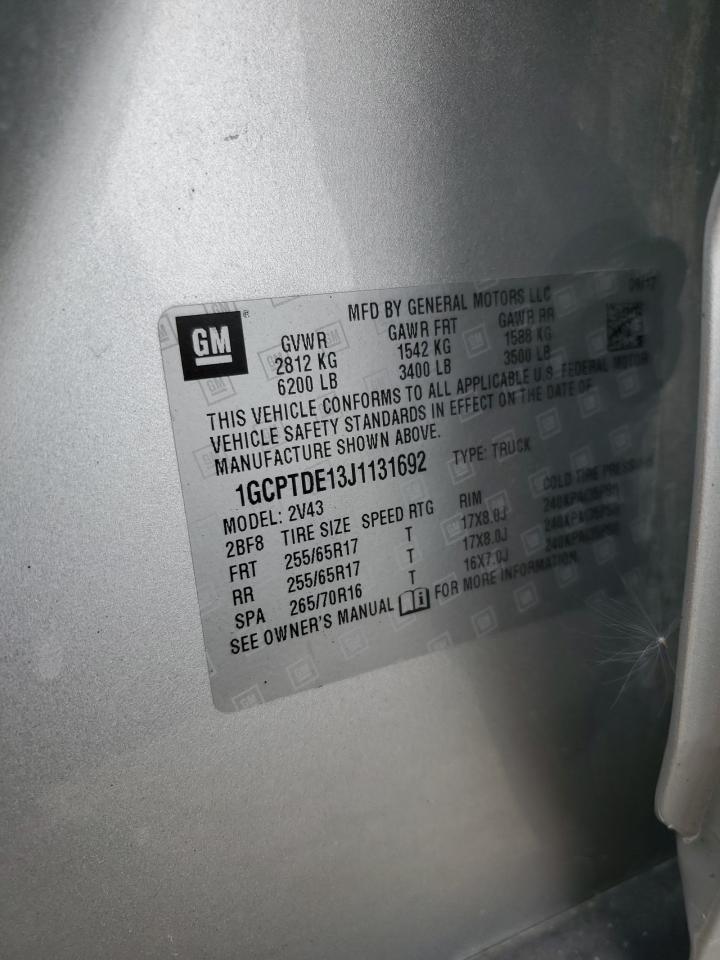 GM ®
MFD BY GENERAL MOTORS LLC 09/17
GVWR GAWR FRT GAWR RR
2812 KG 1542 KG 1588 KG
6200 LB 3400 LB 3500 LB
THIS VEHICLE CONFORMS TO ALL APPLICABLE U.S. FEDERAL MOTOR
VEHICLE SAFETY STANDARDS IN EFFECT ON THE DATE OF
MANUFACTURE SHOWN ABOVE.
1GCPTDE13J1131692 TYPE: TRUCK
MODEL: 2V43
2BF8 TIRE SIZE SPEED RTG RIM COLD TIRE PRESSURE
FRT 255/65R17 T 17X8.0J
RR 255/65R17 T 17X8.0J
SPA 265/70R16 T 16X7.0J
SEE OWNER'S MANUAL FOR MORE INFORMATION.